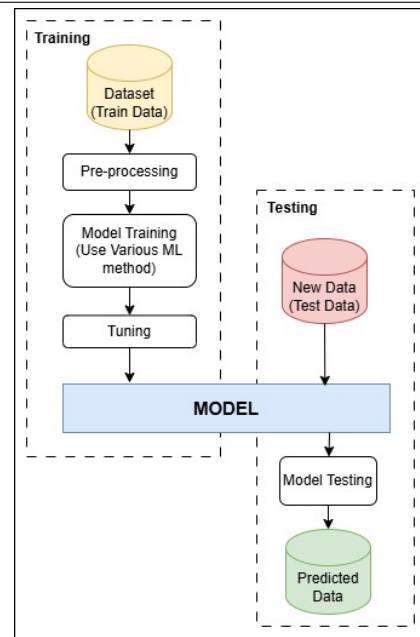 Training
Dataset
(Train Data)
Pre-processing
Model Training
(Use Various ML
method)
Tuning
Testing
New Data
(Test Data)
MODEL
Model Testing
Predicted
Data